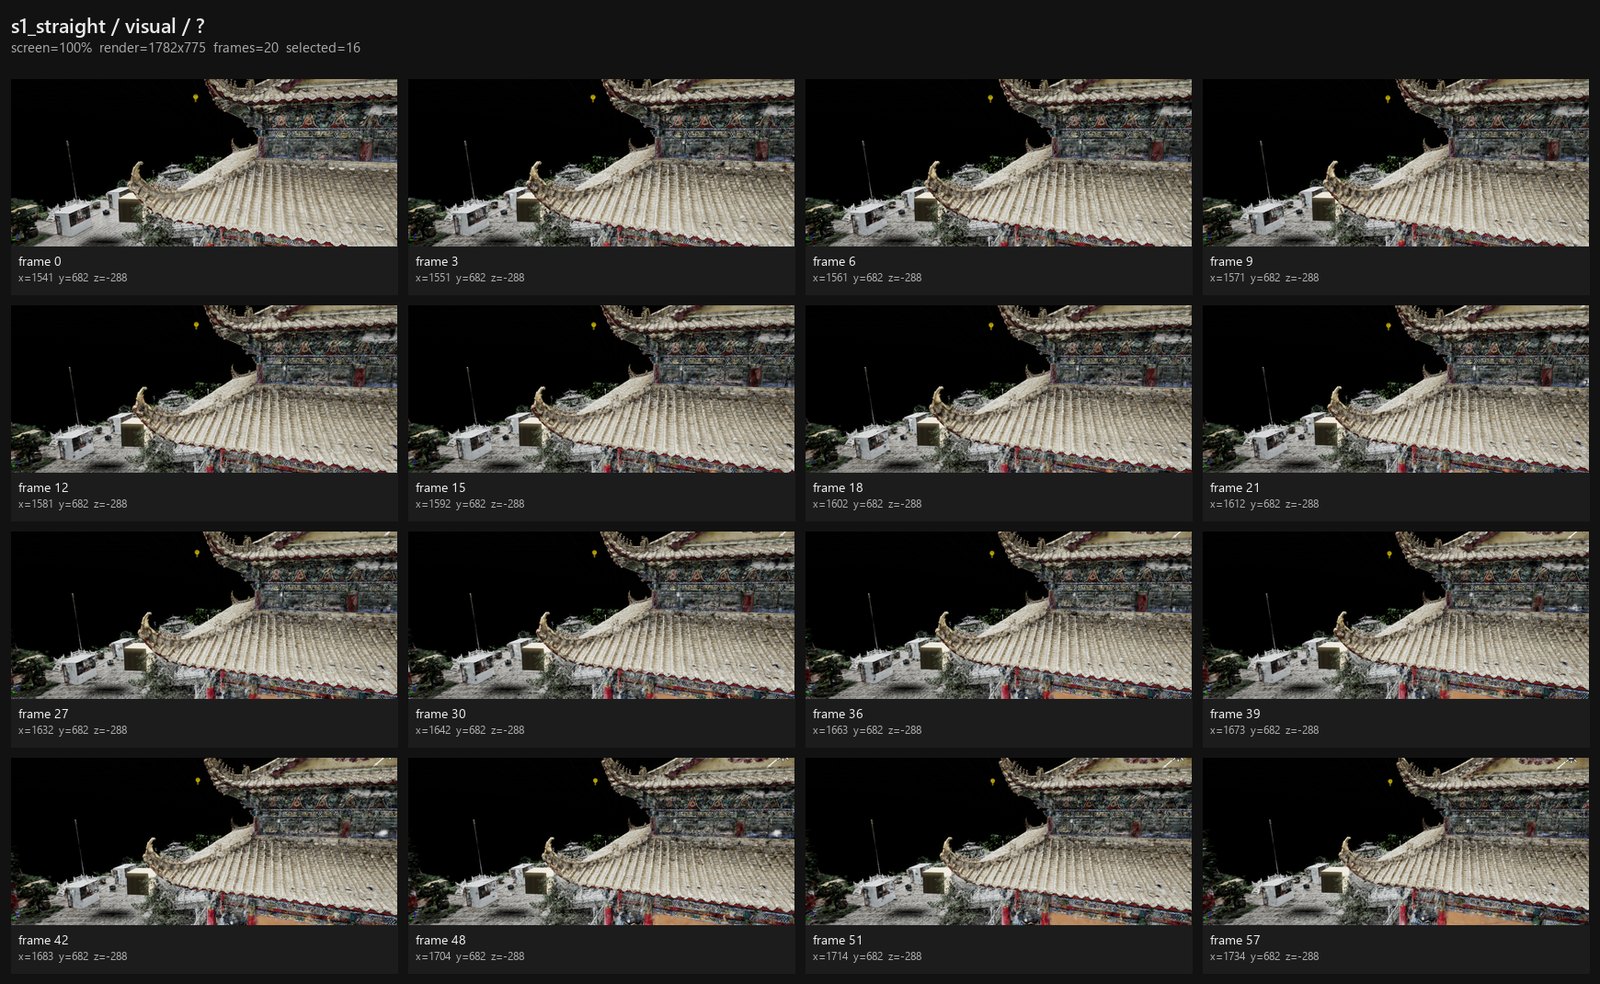 s1_straight / visual / ?
screen=100% render=1782x775 frames=20 selected=16
frame 0
x=1541 y=682 z=-288
frame 3
x=1551 y=682 z=-288
frame 6
x=1561 y=682 z=-288
frame 9
x=1571 y=682 z=-288
frame 12
x=1581 y=682 z=-288
frame 15
x=1592 y=682 z=-288
frame 18
x=1602 y=682 z=-288
frame 21
x=1612 y=682 z=-288
frame 27
x=1632 y=682 z=-288
frame 30
x=1642 y=682 z=-288
frame 36
x=1663 y=682 z=-288
frame 39
x=1673 y=682 z=-288
frame 42
x=1683 y=682 z=-288
frame 48
x=1704 y=682 z=-288
frame 51
x=1714 y=682 z=-288
frame 57
x=1734 y=682 z=-288